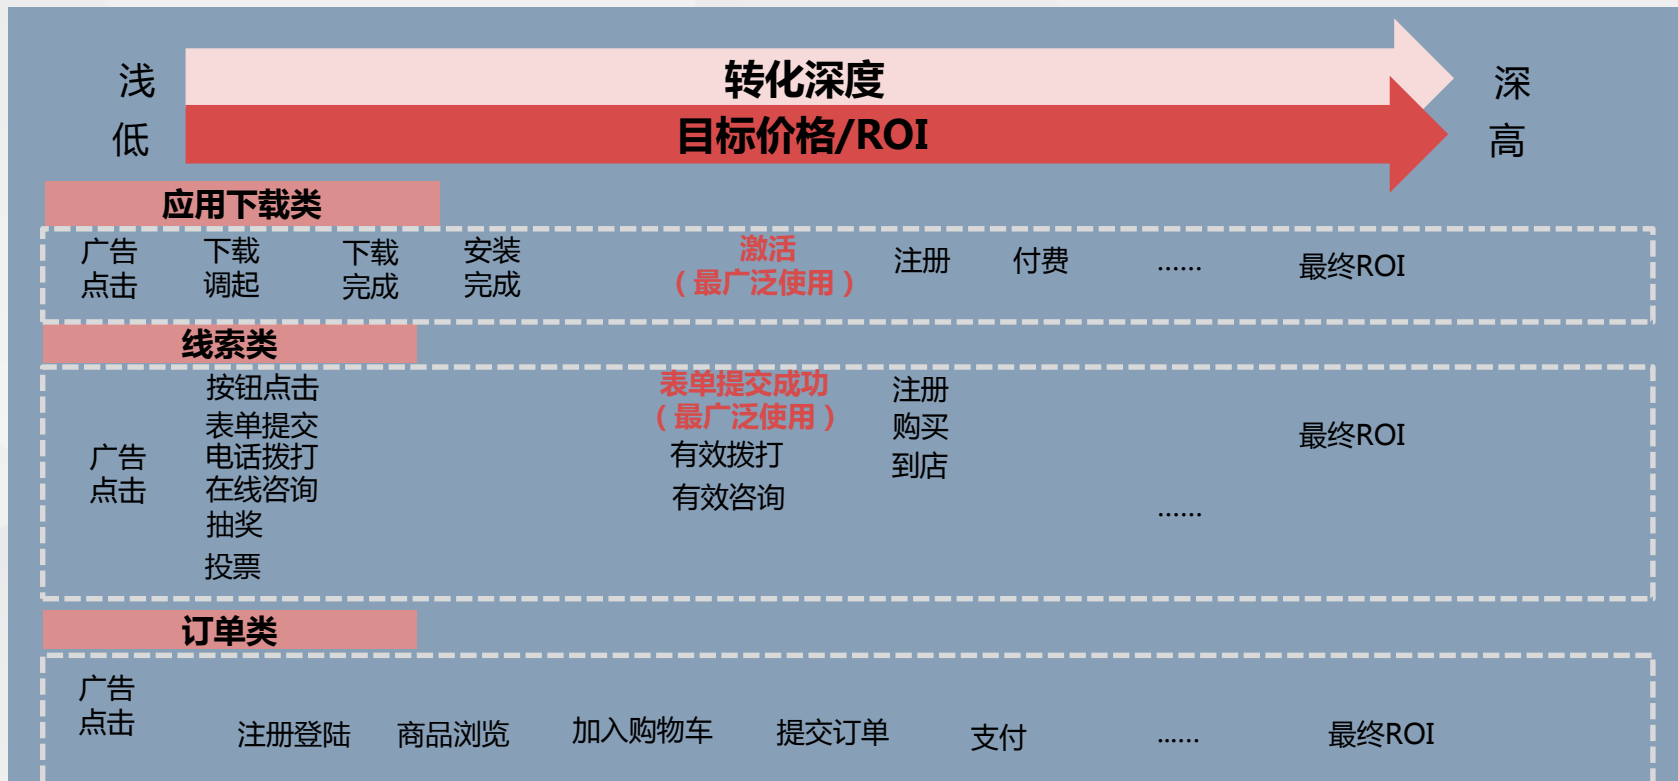 浅
转化深度
深
低
目标价格/ROI
高
应用下载类
广告
点击
下载
调起
下载
完成
安装
完成
激活
（最广泛使用）
注册
付费
......
最终ROI
线索类
广告
点击
按钮点击
表单提交
电话拨打
在线咨询
抽奖
投票
表单提交成功
（最广泛使用）
有效拨打
有效咨询
注册
购买
到店
......
最终ROI
订单类
广告
点击
注册登陆
商品浏览
加入购物车
提交订单
支付
......
最终ROI